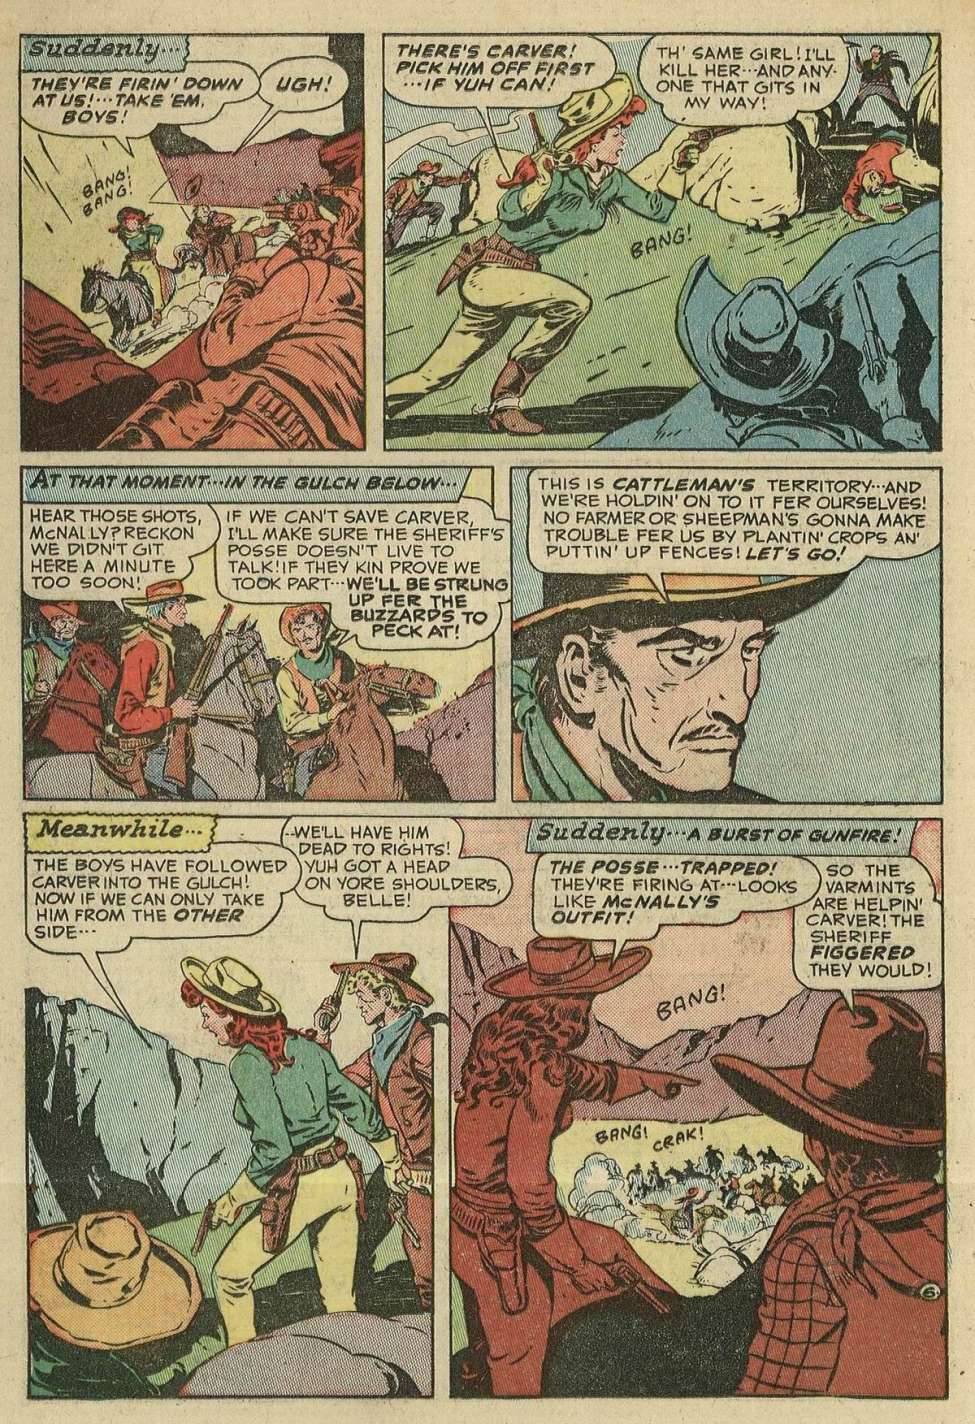 Suddenly...
THEY'RE FIRIN' DOWN
AT US!...TAKE 'EM,
BOYS!
UGH!
BANG!
BANG!
THERE'S CARVER!
PICK HIM OFF FIRST
...IF YUH CAN!
TH' SAME GIRL! I'LL
KILL HER...AND ANY-
ONE THAT GITS IN
MY WAY!
BANG!
AT THAT MOMENT...IN THE GULCH BELOW...
HEAR THOSE SHOTS,
McNALLY? RECKON
WE DIDN'T GIT
HERE A MINUTE
TOO SOON!
IF WE CAN'T SAVE CARVER,
I'LL MAKE SURE THE SHERIFF'S
POSSE DOESN'T LIVE TO
TALK! IF THEY KIN PROVE WE
TOOK PART...WE'LL BE STRUNG
UP FER THE
BUZZARDS TO
PECK AT!
THIS IS CATTLEMAN'S TERRITORY...AND
WE'RE HOLDIN' ON TO IT FER OURSELVES!
NO FARMER OR SHEEPMAN'S GONNA MAKE
TROUBLE FER US BY PLANTIN' CROPS AN'
PUTTIN' UP FENCES! LET'S GO!
Meanwhile...
THE BOYS HAVE FOLLOWED
CARVER INTO THE GULCH!
NOW IF WE CAN ONLY TAKE
HIM FROM THE OTHER
SIDE...
...WE'LL HAVE HIM
DEAD TO RIGHTS!
YUH GOT A HEAD
ON YORE SHOULDERS,
BELLE!
Suddenly...A BURST OF GUNFIRE!
THE POSSE...TRAPPED!
THEY'RE FIRING AT...LOOKS
LIKE McNALLY'S
OUTFIT!
SO THE
VARMINTS
ARE HELPIN'
CARVER! THE
SHERIFF
FIGGERED
THEY WOULD!
BANG!
BANG!
CRAK!
6